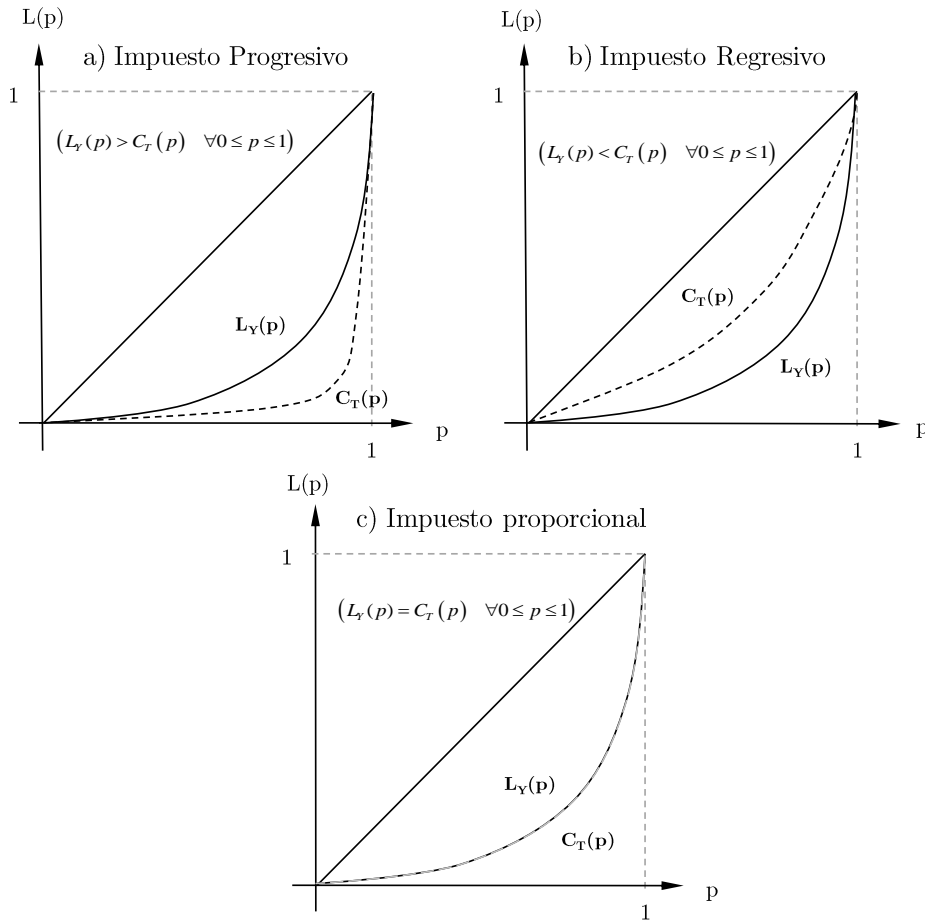 L(p)
a) Impuesto Progresivo
1
(L_Y(p) > C_T(p) ∀0 ≤ p ≤ 1)
L_Y(p)
C_T(p)
p
1
L(p)
b) Impuesto Regresivo
1
(L_Y(p) < C_T(p) ∀0 ≤ p ≤ 1)
C_T(p)
L_Y(p)
p
1
L(p)
c) Impuesto proporcional
1
(L_Y(p) = C_T(p) ∀0 ≤ p ≤ 1)
L_Y(p)
C_T(p)
p
1